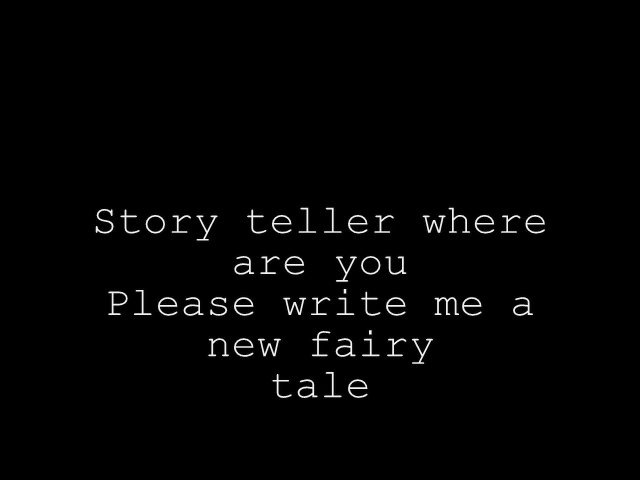 Story teller where
are you
Please write me a
new fairy
tale